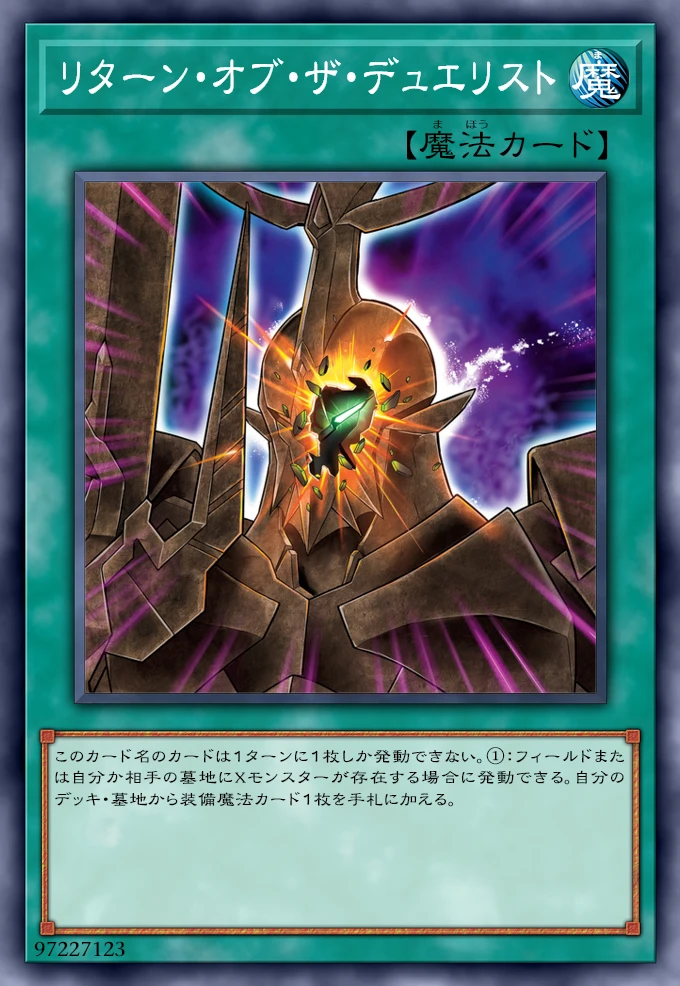 リターン・オブ・ザ・デュエリスト 魔
【魔法カード】
このカード名のカードは1ターンに1枚しか発動できない。①:フィールドまた
は自分か相手の墓地にXモンスターが存在する場合に発動できる。自分の
デッキ・墓地から装備魔法カード1枚を手札に加える。
97227123